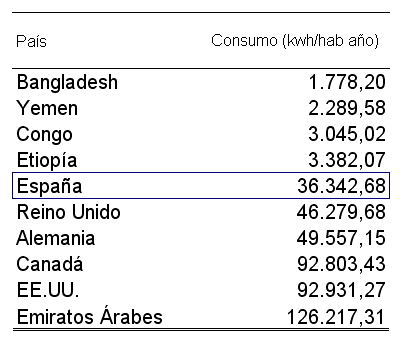 País Consumo (kwh/hab año)
Bangladesh 1.778,20
Yemen 2.289,58
Congo 3.045,02
Etiopía 3.382,07
España 36.342,68
Reino Unido 46.279,68
Alemania 49.557,15
Canadá 92.803,43
EE.UU. 92.931,27
Emiratos Árabes 126.217,31